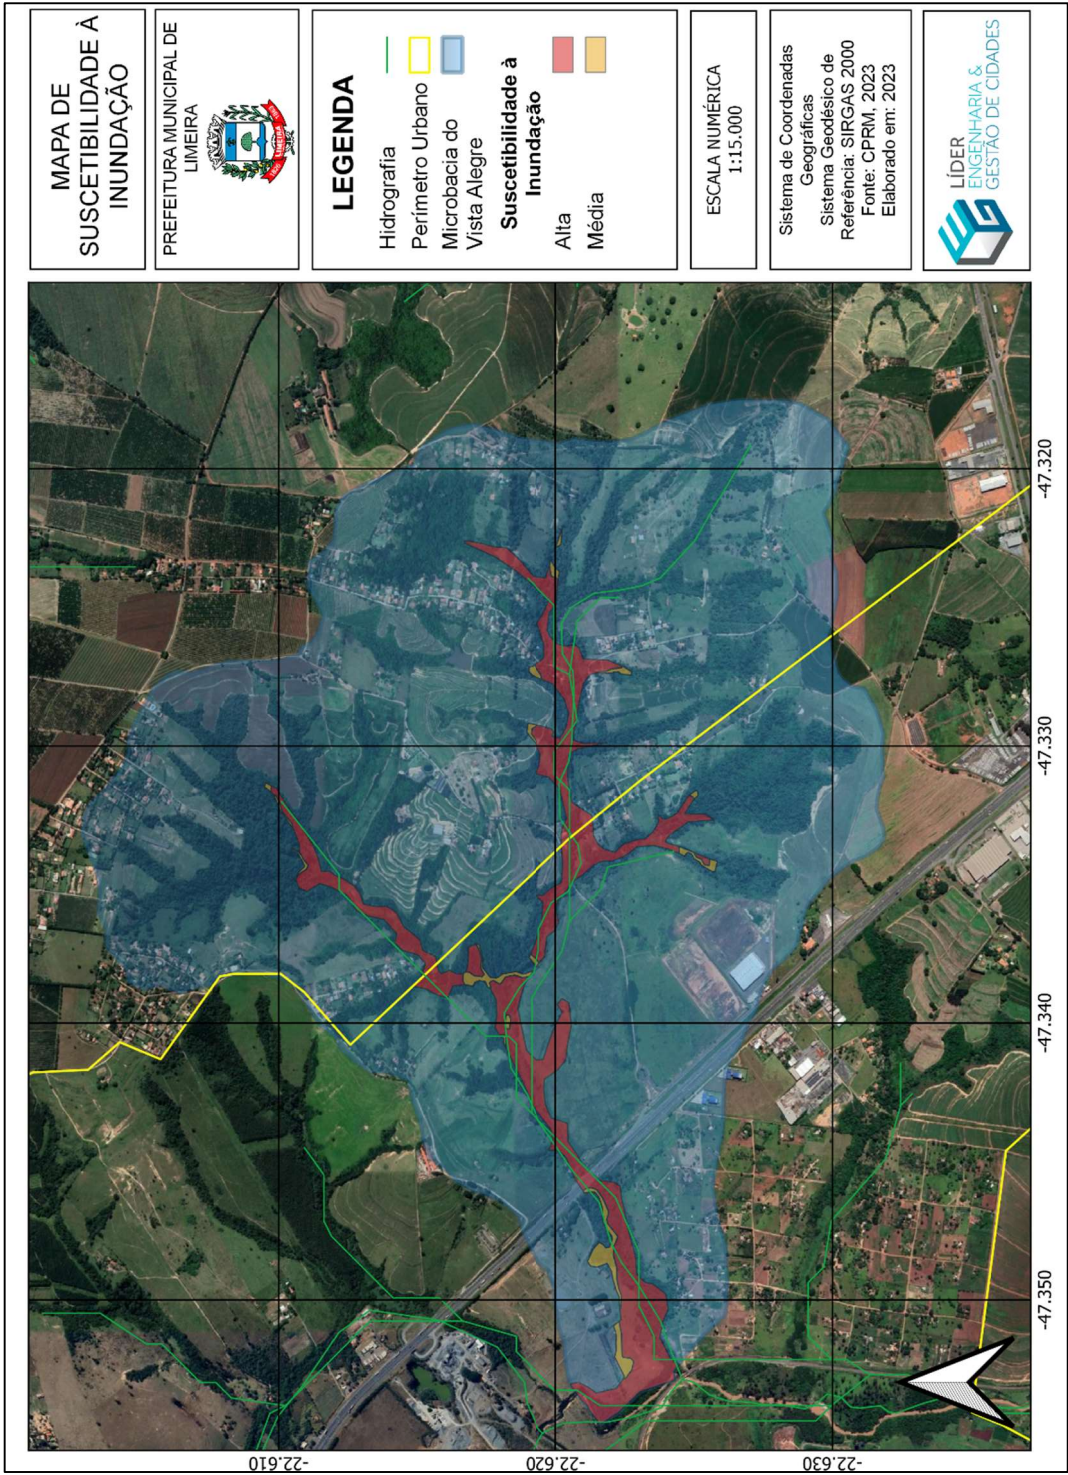 MAPA DE
SUSCETIBILIDADE À
INUNDAÇÃO
PREFEITURA MUNICIPAL DE
LIMEIRA
LEGENDA
Hidrografia
Perímetro Urbano
Microbacia do
Vista Alegre
Suscetibilidade à
Inundação
Alta
Média
ESCALA NUMÉRICA
1:15.000
Sistema de Coordenadas
Geográficas
Sistema Geodésico de
Referência: SIRGAS 2000
Fonte: CPRM, 2023
Elaborado em: 2023
LÍDER
ENGENHARIA &
GESTÃO DE CIDADES
-47.350
-47.340
-47.330
-47.320
-22.610
-22.620
-22.630